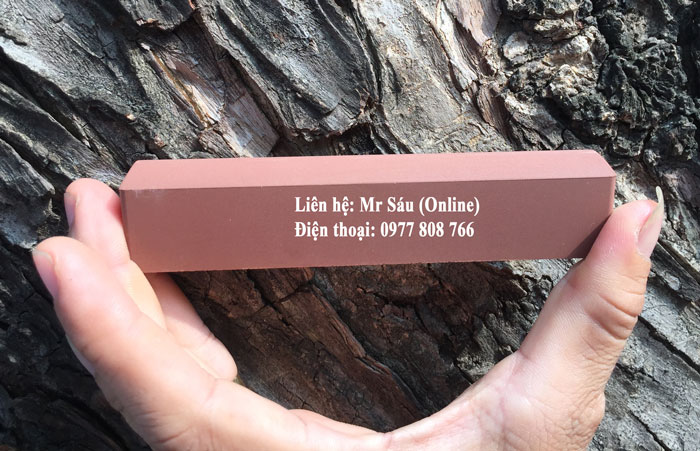 Liên hệ: Mr Sáu (Online)
Điện thoại: 0977 808 766